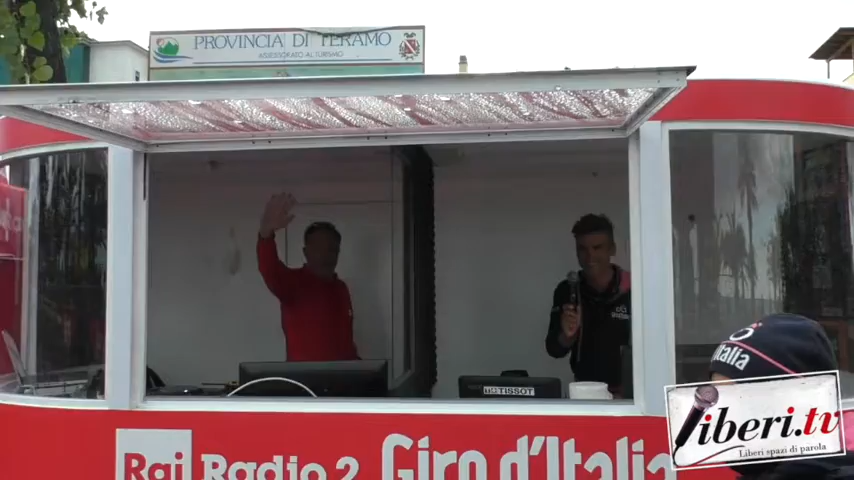 PROVINCIA DI TERAMO
ASSESSORATO AL TURISMO
TISSOT
d'Italia
liberi.tv
Liberi spazi di parola
Rai Radio 2 Giro d'Italia